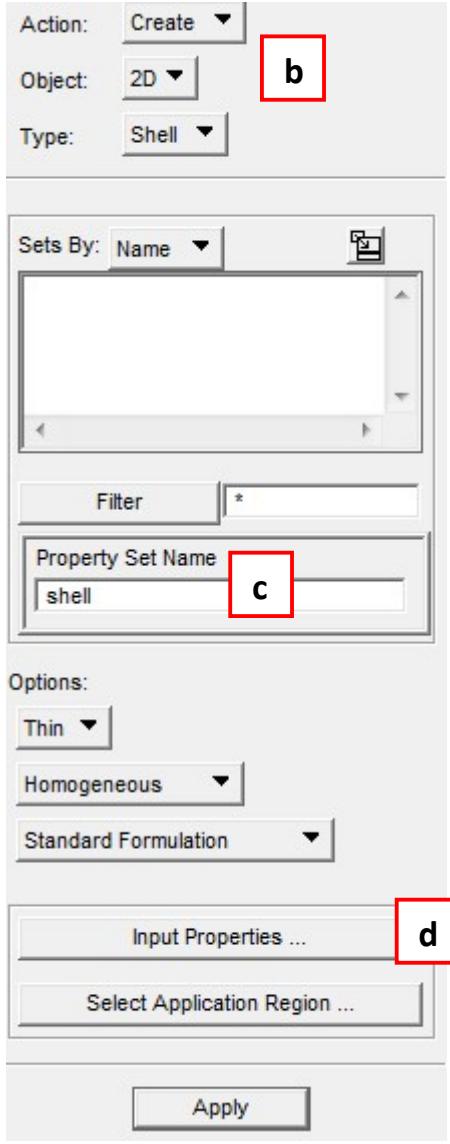 Action: Create
b
Object: 2D
Type: Shell
Sets By: Name
Filter *
Property Set Name
c
shell
Options:
Thin
Homogeneous
Standard Formulation
Input Properties ... d
Select Application Region ...
Apply